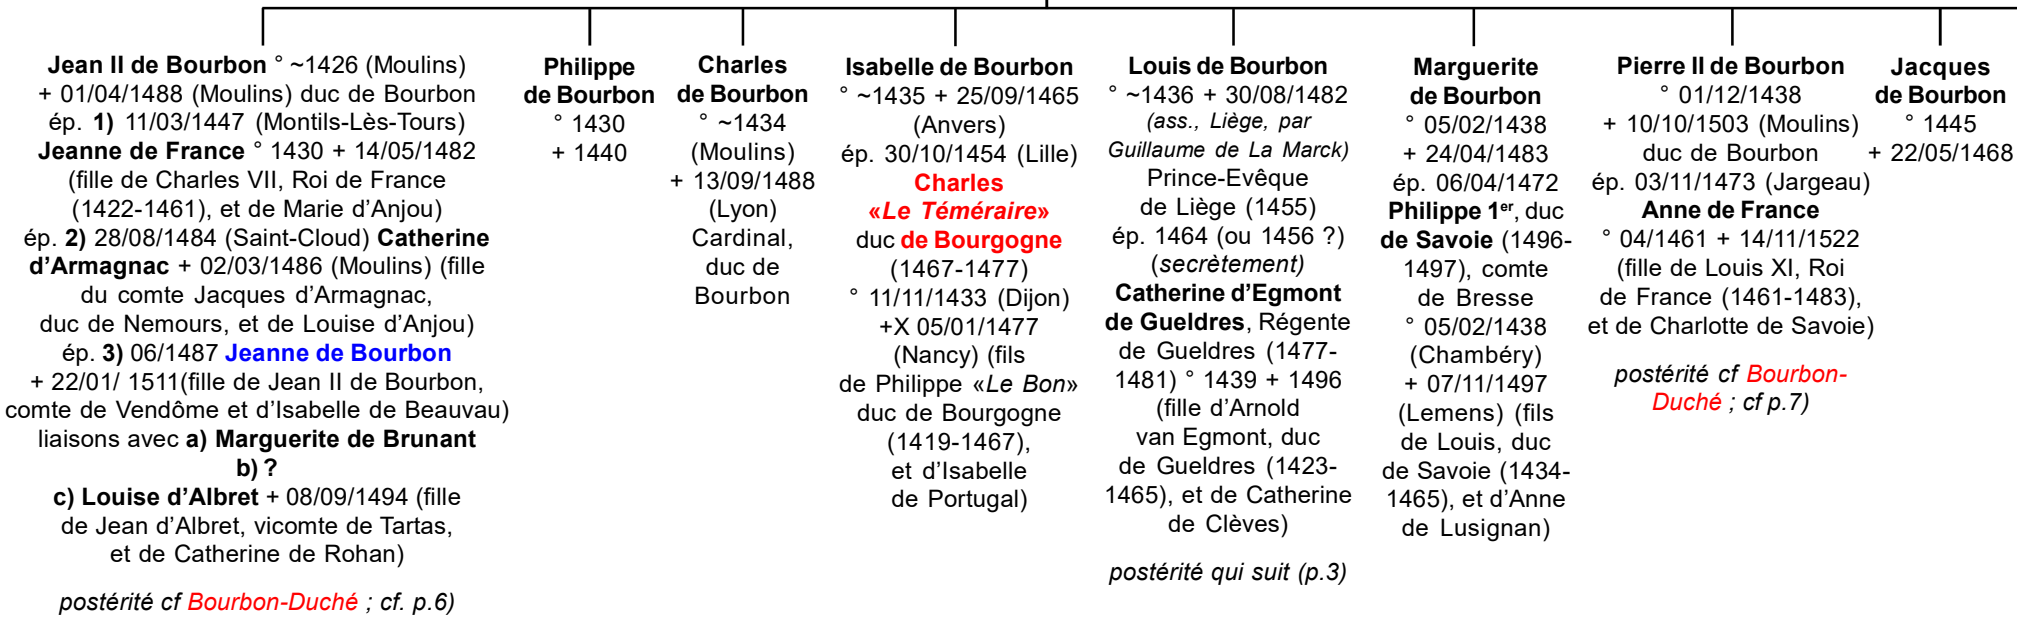 Jean II de Bourbon ° ~1426 (Moulins)
+ 01/04/1488 (Moulins) duc de Bourbon
ép. 1) 11/03/1447 (Montils-Lès-Tours)
Jeanne de France ° 1430 + 14/05/1482
(fille de Charles VII, Roi de France
(1422-1461), et de Marie d'Anjou)
ép. 2) 28/08/1484 (Saint-Cloud) Catherine
d'Armagnac + 02/03/1486 (Moulins) (fille
du comte Jacques d'Armagnac,
duc de Nemours, et de Louise d'Anjou)
ép. 3) 06/1487 Jeanne de Bourbon
+ 22/01/ 1511(fille de Jean II de Bourbon,
comte de Vendôme et d'Isabelle de Beauvau)
liaisons avec a) Marguerite de Brunant
b) ?
c) Louise d'Albret + 08/09/1494 (fille
de Jean d'Albret, vicomte de Tartas,
et de Catherine de Rohan)
postérité cf Bourbon-Duché ; cf. p.6)
Philippe
de Bourbon
° 1430
+ 1440
Charles
de Bourbon
° ~1434
(Moulins)
+ 13/09/1488
(Lyon)
Cardinal,
duc de
Bourbon
Isabelle de Bourbon
° ~1435 + 25/09/1465
(Anvers)
ép. 30/10/1454 (Lille)
Charles
«Le Téméraire»
duc de Bourgogne
(1467-1477)
° 11/11/1433 (Dijon)
+X 05/01/1477
(Nancy) (fils
de Philippe «Le Bon»
duc de Bourgogne
(1419-1467),
et d'Isabelle
de Portugal)
Louis de Bourbon
° ~1436 + 30/08/1482
(ass., Liège, par
Guillaume de La Marck)
Prince-Evêque
de Liège (1455)
ép. 1464 (ou 1456 ?)
(secrètement)
Catherine d'Egmont
de Gueldres, Régente
de Gueldres (1477-
1481) ° 1439 + 1496
(fille d'Arnold
van Egmont, duc
de Gueldres (1423-
1465), et de Catherine
de Clèves)
postérité qui suit (p.3)
Marguerite
de Bourbon
° 05/02/1438
+ 24/04/1483
ép. 06/04/1472
Philippe 1er, duc
de Savoie (1496-
1497), comte
de Bresse
° 05/02/1438
(Chambéry)
+ 07/11/1497
(Lemens) (fils
de Louis, duc
de Savoie (1434-
1465), et d'Anne
de Lusignan)
Pierre II de Bourbon
° 01/12/1438
+ 10/10/1503 (Moulins)
duc de Bourbon
ép. 03/11/1473 (Jargeau)
Anne de France
° 04/1461 + 14/11/1522
(fille de Louis XI, Roi
de France (1461-1483),
et de Charlotte de Savoie)
postérité cf Bourbon-
Duché ; cf p.7)
Jacques
de Bourbon
° 1445
+ 22/05/1468